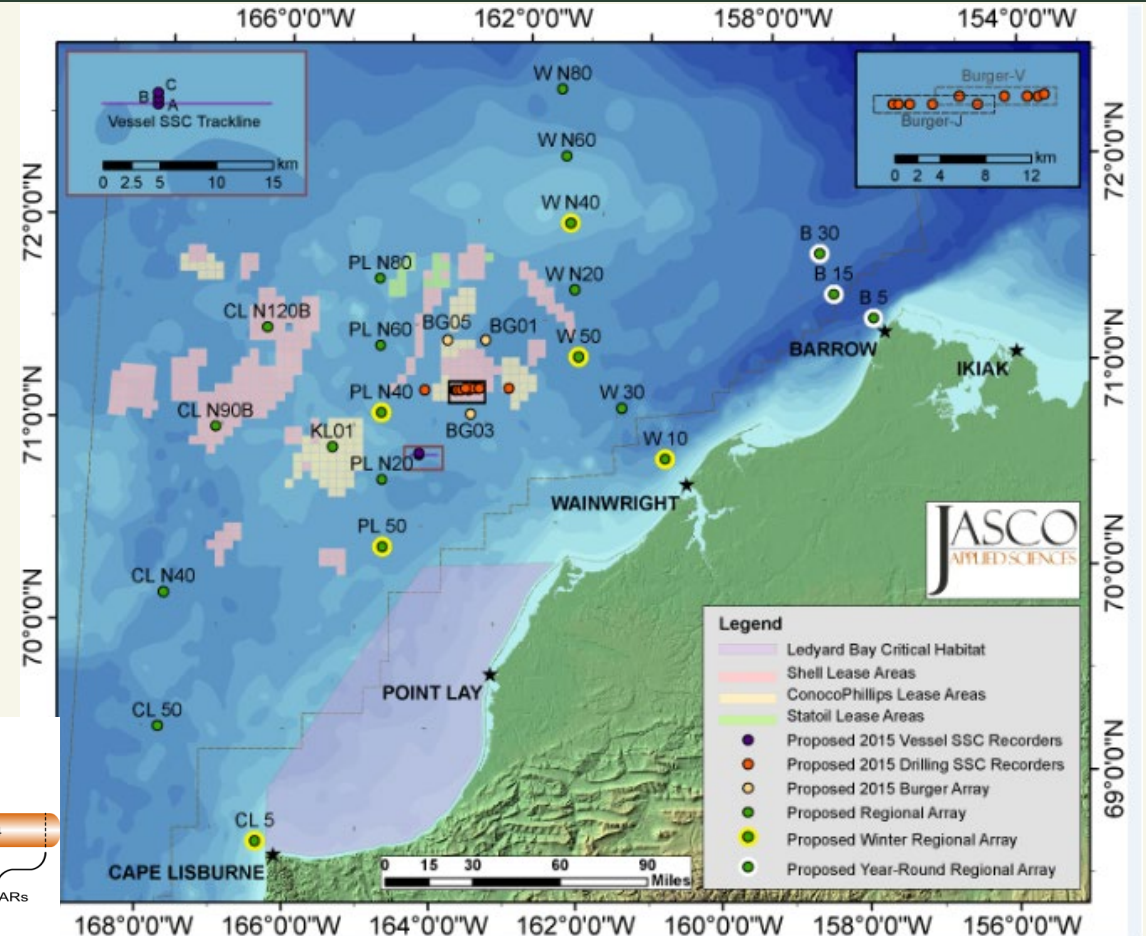 166°0'0"W 162°0'0"W 158°0'0"W 154°0'0"W
C
B
A
Vessel SSC Trackline
km
0 2.5 5 10 15
Burger-V
Burger-J
km
0 2 4 8 12
72°0'0"N
71°0'0"N
70°0'0"N
72°0'0"N
71°0'0"N
70°0'0"N
69°0'0"N
W N80
W N60
W N40
W N20
W 50
W 30
W 10
B 30
B 15
B 5
BARROW
IKIAK
PL N80
PL N60
PL N40
PL N20
PL 50
CL N120B
CL N90B
KL01
BG05
BG01
BG03
WAINWRIGHT
CL N40
CL 50
CL 5
POINT LAY
CAPE LISBURNE
JASCO
APPLIED SCIENCES
Legend
Ledyard Bay Critical Habitat
Shell Lease Areas
ConocoPhillips Lease Areas
Statoil Lease Areas
Proposed 2015 Vessel SSC Recorders
Proposed 2015 Drilling SSC Recorders
Proposed 2015 Burger Array
Proposed Regional Array
Proposed Winter Regional Array
Proposed Year-Round Regional Array
0 15 30 60 90
Miles
ARs
168°0'0"W 166°0'0"W 164°0'0"W 162°0'0"W 160°0'0"W 158°0'0"W 156°0'0"W